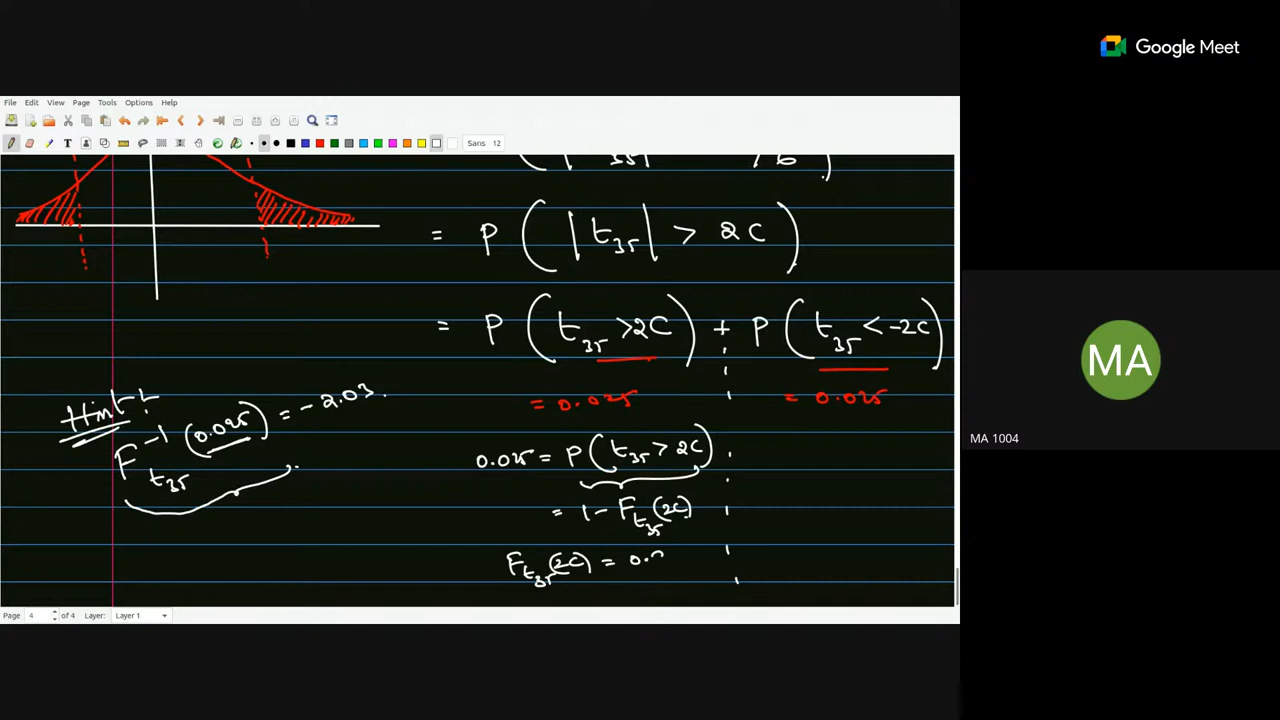 Google Meet
File Edit View Page Tools Options Help
Sans 12
= P ( | t35 | > 2C )
= P ( t35 > 2C ) + P ( t35 < -2C )
= 0.025 = 0.025
Hint:
F⁻¹t35 (0.025) = -2.03.
0.025 = P ( t35 > 2C )
= 1 - Ft35(2C)
Ft35(2C) = 0.
MA
MA 1004
Page 4 of 4 Layer: Layer 1